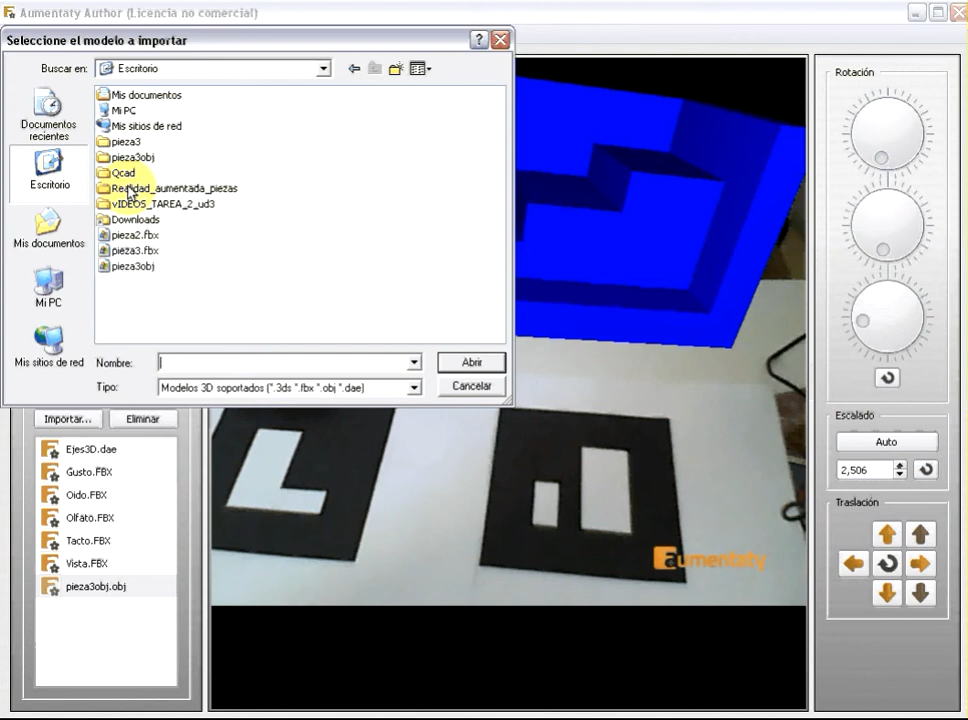 Aumentaty Author (Licencia no comercial)
Seleccione el modelo a importar
Buscar en:
Escritorio
Documentos recientes
Escritorio
Mis documentos
Mi PC
Mis sitios de red
Mis documentos
Mi PC
Mis sitios de red
pieza3
pieza3obj
Qcad
Realidad_aumentada_piezas
vIDEOS_TAREA_2_ud3
Downloads
pieza2.fbx
pieza3.fbx
pieza3obj
Nombre:
Abrir
Tipo:
Modelos 3D soportados (*.3ds *.fbx *.obj *.dae)
Cancelar
Importar...
Eliminar
Ejes3D.dae
Gusto.FBX
Oido.FBX
Olfato.FBX
Tacto.FBX
Vista.FBX
pieza3obj.obj
aumentaty
Rotación
Escalado
Auto
2,506
Traslación